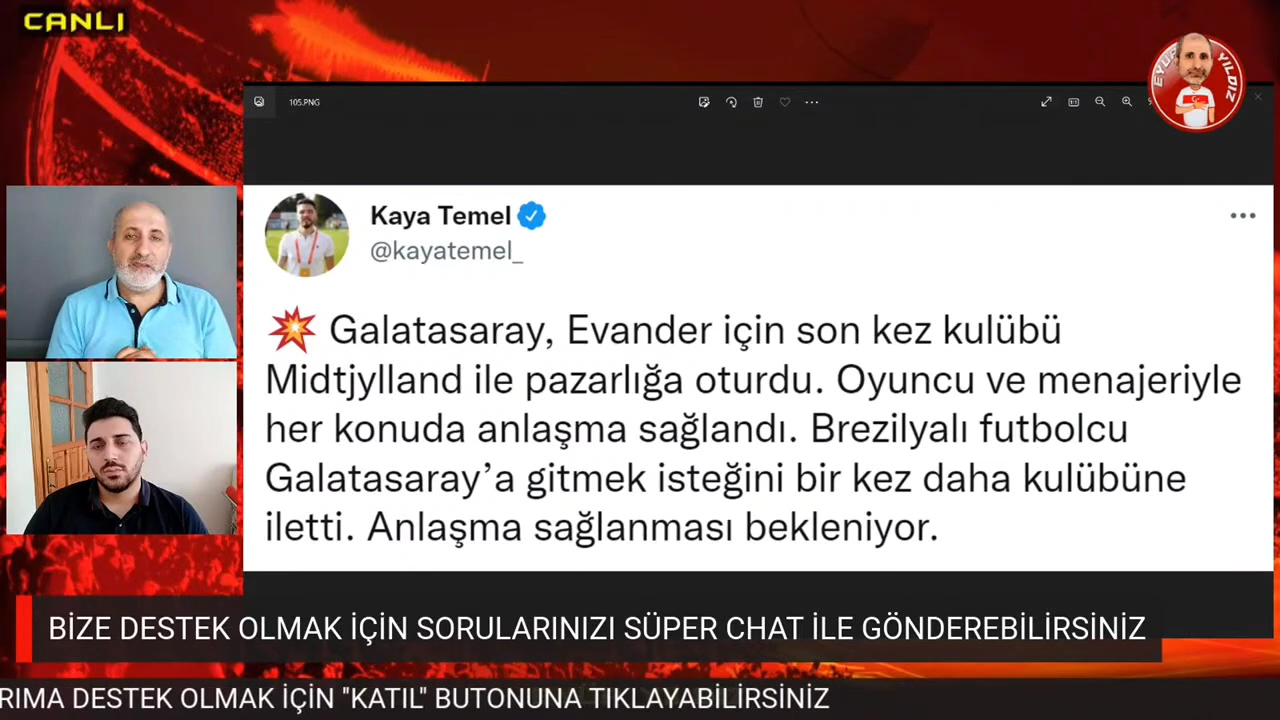 CANLI
105.PNG
EYÜP YILDIZ
Kaya Temel
@kayatemel_
💥 Galatasaray, Evander için son kez kulübü
Midtjylland ile pazarlığa oturdu. Oyuncu ve menajeriyle
her konuda anlaşma sağlandı. Brezilyalı futbolcu
Galatasaray’a gitmek isteğini bir kez daha kulübüne
iletti. Anlaşma sağlanması bekleniyor.
BİZE DESTEK OLMAK İÇİN SORULARINIZI SÜPER CHAT İLE GÖNDEREBİLİRSİNİZ
RIMA DESTEK OLMAK İÇİN "KATIL" BUTONUNA TIKLAYABİLİRSİNİZ